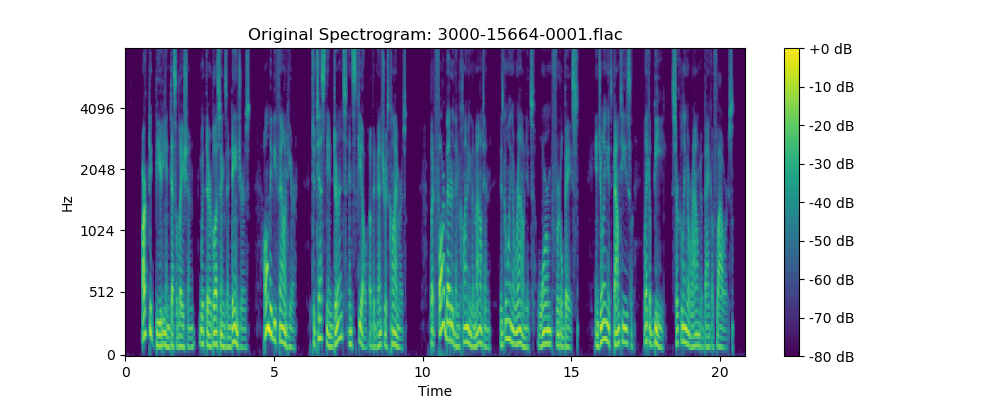 Original Spectrogram: 3000-15664-0001.flac
Hz
4096
2048
1024
512
0
0 5 10 15 20
Time
+0 dB
-10 dB
-20 dB
-30 dB
-40 dB
-50 dB
-60 dB
-70 dB
-80 dB